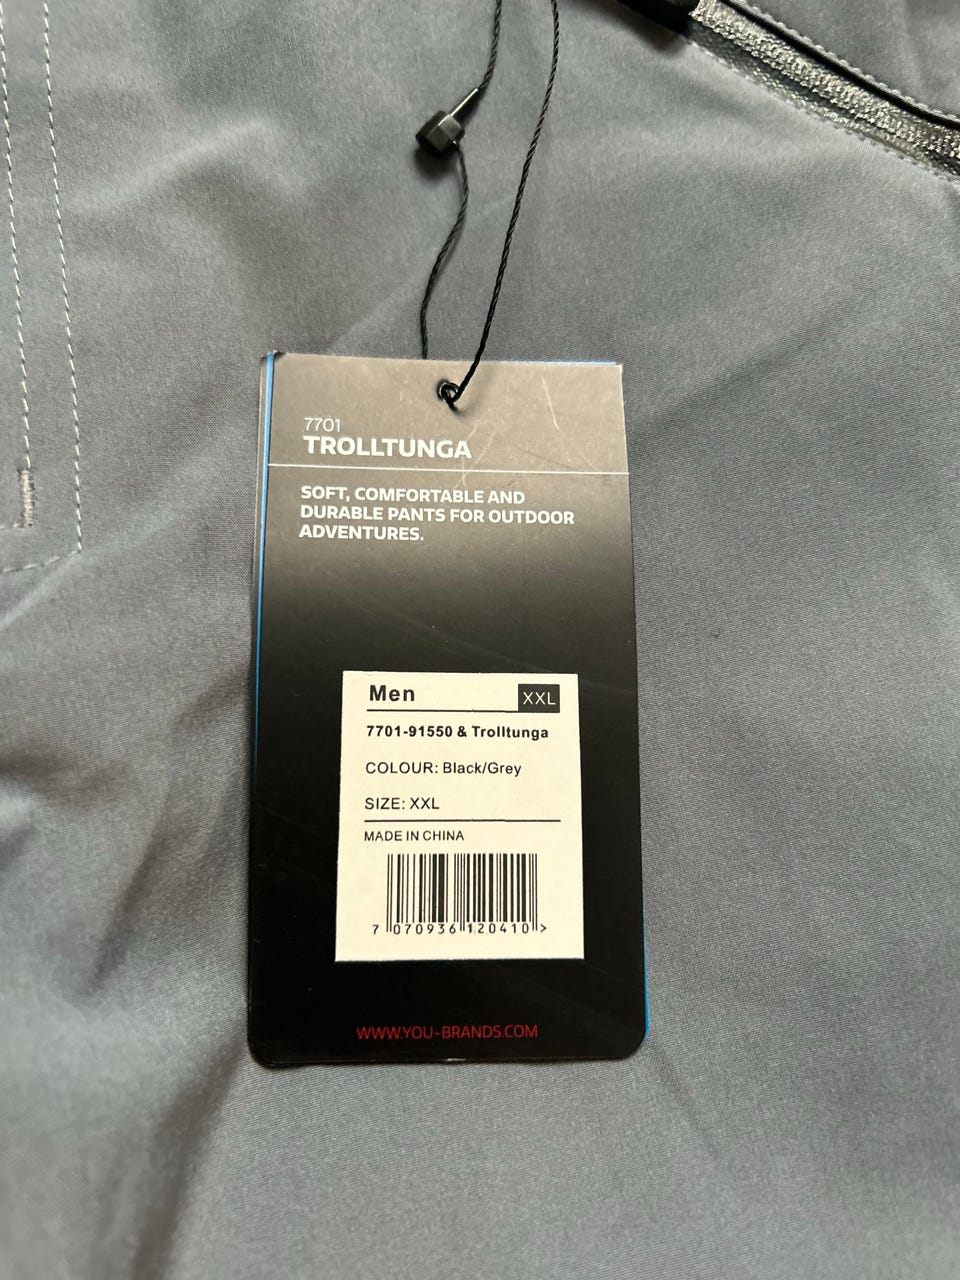 7701
TROLLTUNGA
SOFT, COMFORTABLE AND
DURABLE PANTS FOR OUTDOOR
ADVENTURES.
Men XXL
7701-91550 & Trolltunga
COLOUR: Black/Grey
SIZE: XXL
MADE IN CHINA
7 070936 120410 >
WWW.YOU-BRANDS.COM